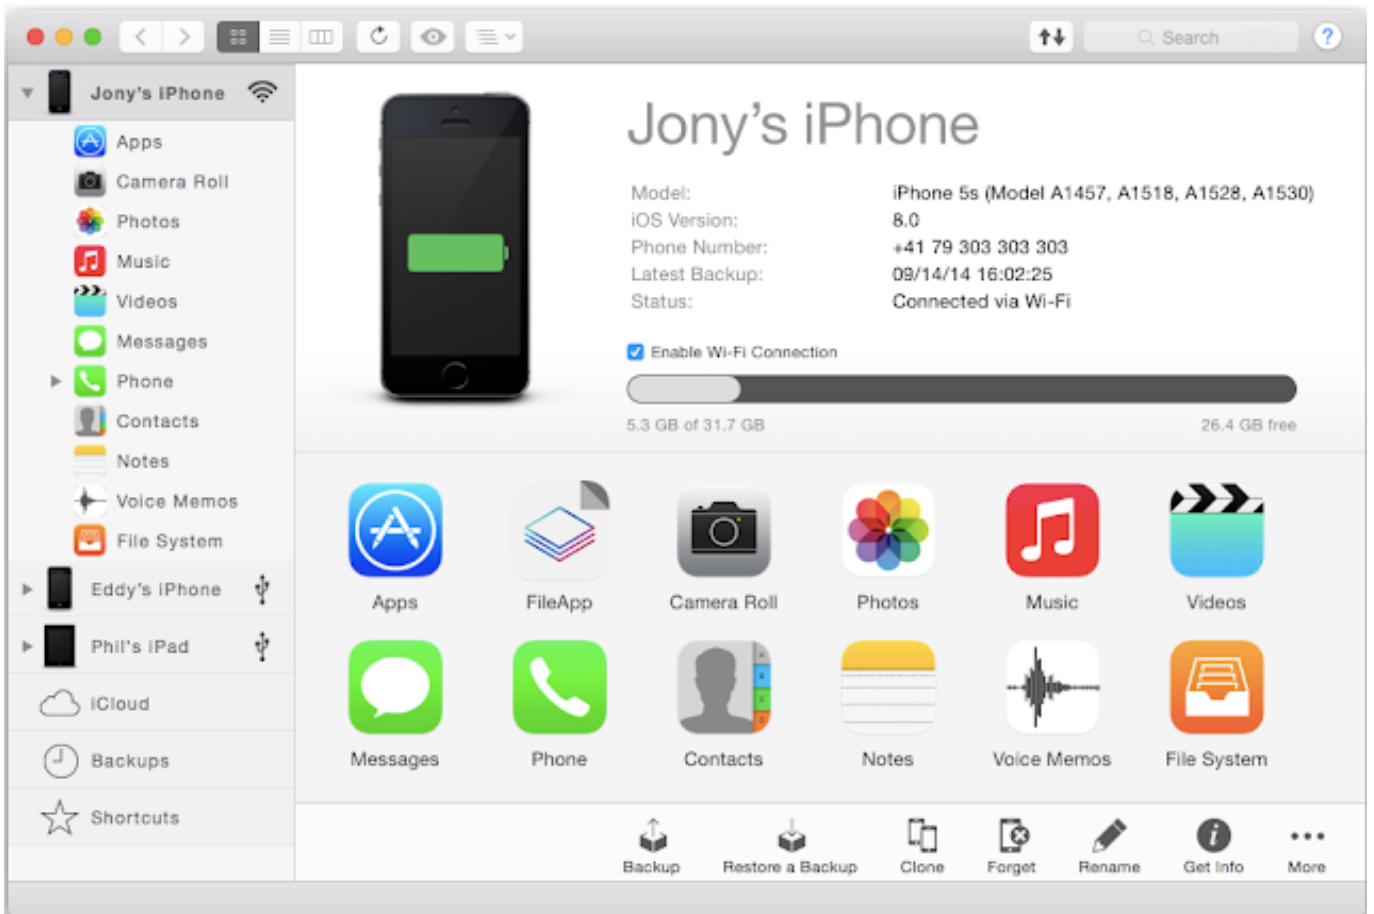 Search
?
Jony's iPhone
Apps
Camera Roll
Photos
Music
Videos
Messages
Phone
Contacts
Notes
Voice Memos
File System
Eddy's iPhone
Phil's iPad
iCloud
Backups
Shortcuts
Jony's iPhone
Model: iPhone 5s (Model A1457, A1518, A1528, A1530)
iOS Version: 8.0
Phone Number: +41 79 303 303 303
Latest Backup: 09/14/14 16:02:25
Status: Connected via Wi-Fi
Enable Wi-Fi Connection
5.3 GB of 31.7 GB 26.4 GB free
Apps FileApp Camera Roll Photos Music Videos
Messages Phone Contacts Notes Voice Memos File System
Backup Restore a Backup Clone Forget Rename Get Info More